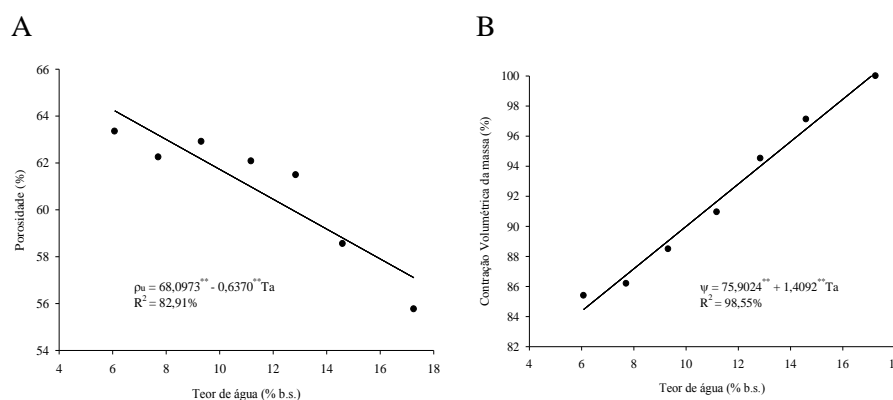 A
66
64
62
60
58
56
54
Porosidade (%)
ρu = 68,0973** - 0,6370**Ta
R² = 82,91%
4 6 8 10 12 14 16 18
Teor de água (% b.s.)
B
100
98
96
94
92
90
88
86
84
82
Contração Volumétrica da massa (%)
ψ = 75,9024** + 1,4092**Ta
R² = 98,55%
4 6 8 10 12 14 16
Teor de água (% b.s.)